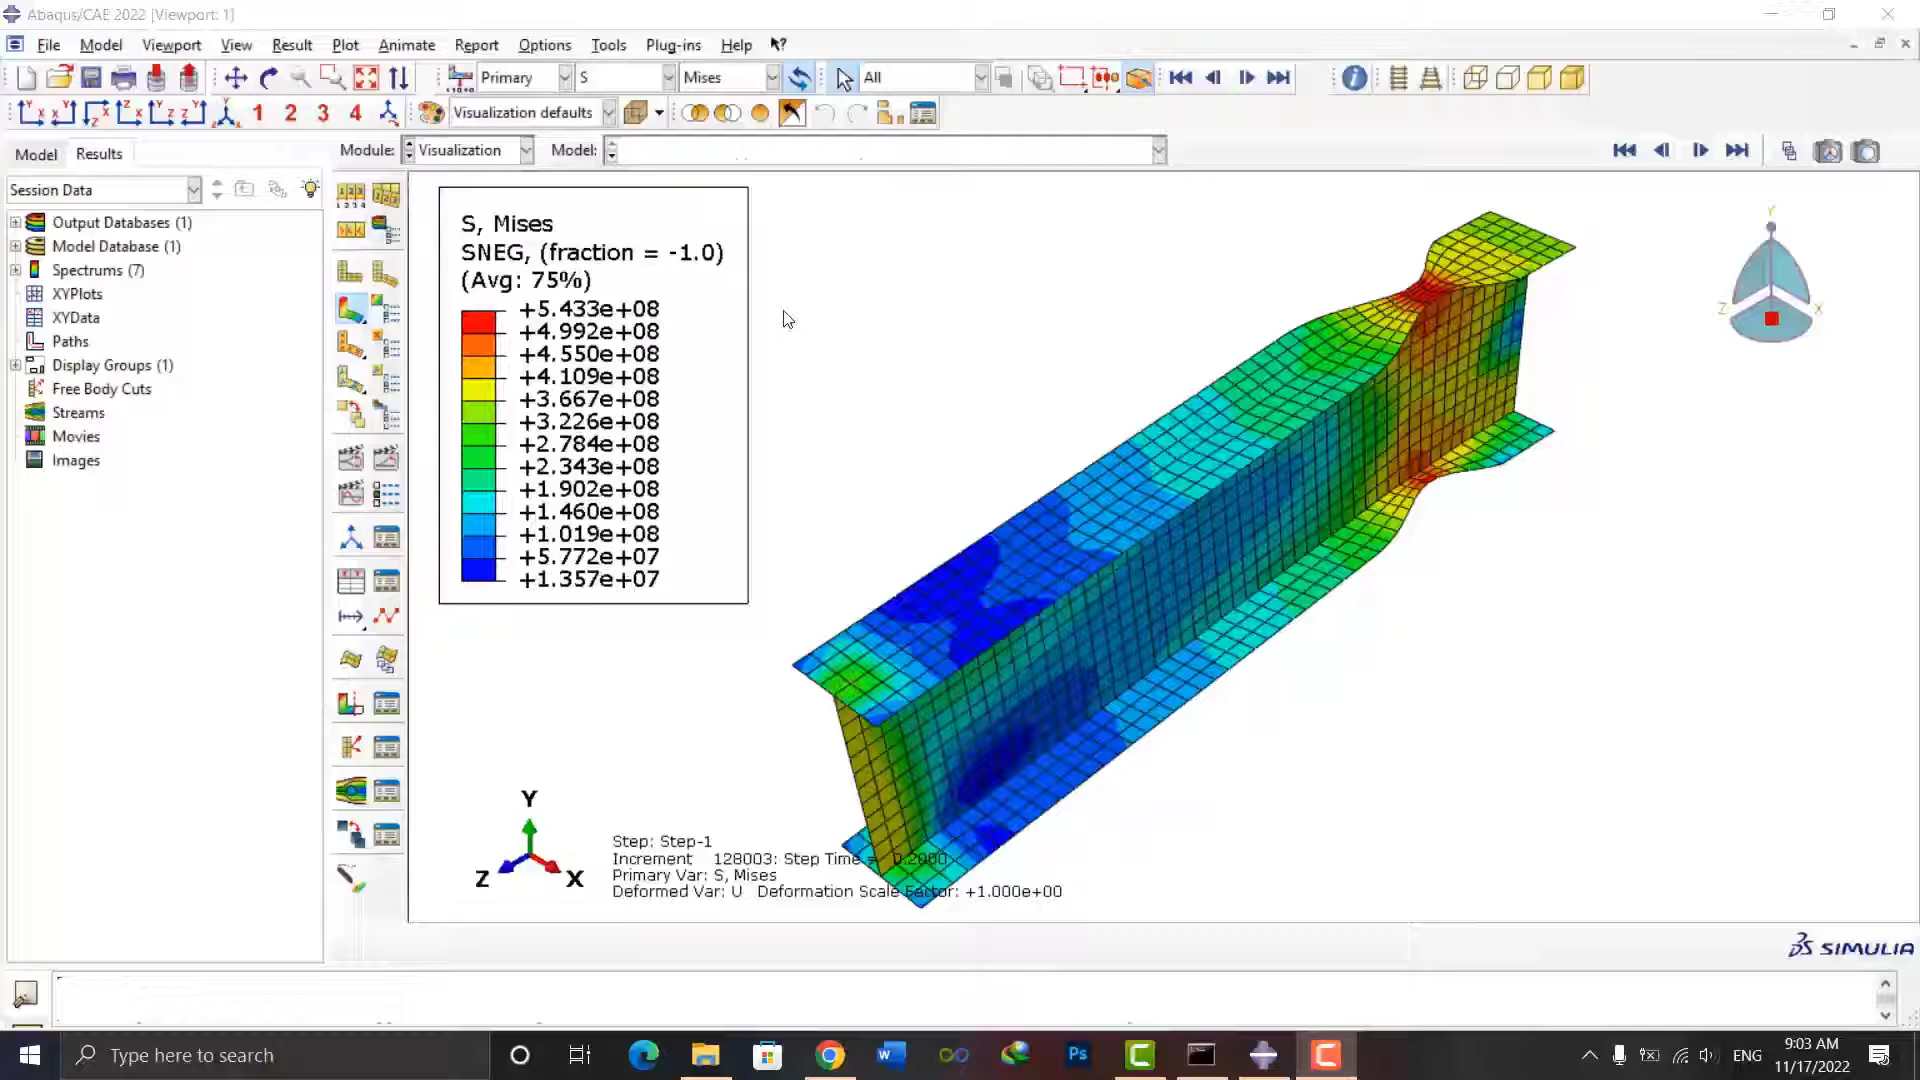 Abaqus/CAE 2022 [Viewport: 1]
File Model Viewport View Result Plot Animate Report Options Tools Plug-ins Help
Primary S Mises All
1 2 3 4 Visualization defaults
Model Results Module: Visualization Model:
Session Data
Output Databases (1)
Model Database (1)
Spectrums (7)
XYPlots
XYData
Paths
Display Groups (1)
Free Body Cuts
Streams
Movies
Images
S, Mises
SNEG, (fraction = -1.0)
(Avg: 75%)
+5.433e+08
+4.992e+08
+4.550e+08
+4.109e+08
+3.667e+08
+3.226e+08
+2.784e+08
+2.343e+08
+1.902e+08
+1.460e+08
+1.019e+08
+5.772e+07
+1.357e+07
Y
Z X
Y
Z X
Step: Step-1
Increment 128003: Step Time = 0.2000
Primary Var: S, Mises
Deformed Var: U Deformation Scale Factor: +1.000e+00
SIMULIA
Type here to search
Ps
ENG
9:03 AM
11/17/2022